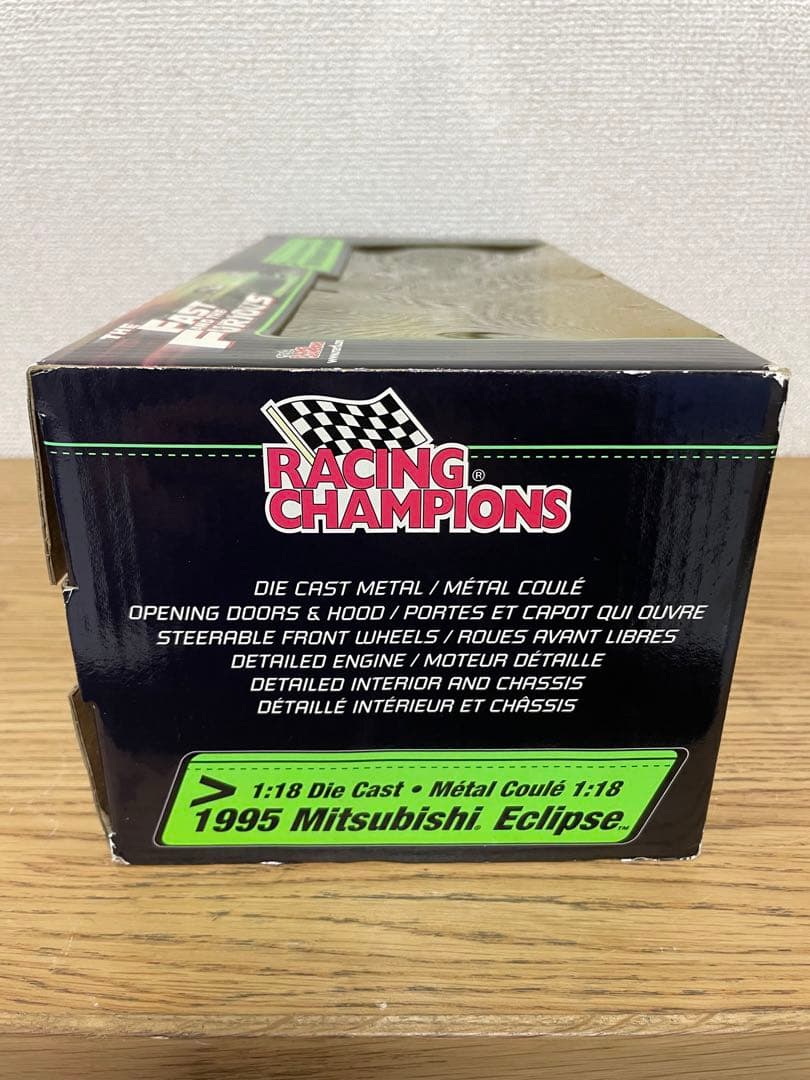 THE
FAST
AND THE
FURIOUS
RACING
CHAMPIONS®
DIE CAST METAL / MÉTAL COULÉ
OPENING DOORS & HOOD / PORTES ET CAPOT QUI OUVRE
STEERABLE FRONT WHEELS / ROUES AVANT LIBRES
DETAILED ENGINE / MOTEUR DÉTAILLE
DETAILED INTERIOR AND CHASSIS
DÉTAILLÉ INTÉRIEUR ET CHÂSSIS
> 1:18 Die Cast • Métal Coulé 1:18
1995 Mitsubishi® Eclipse™